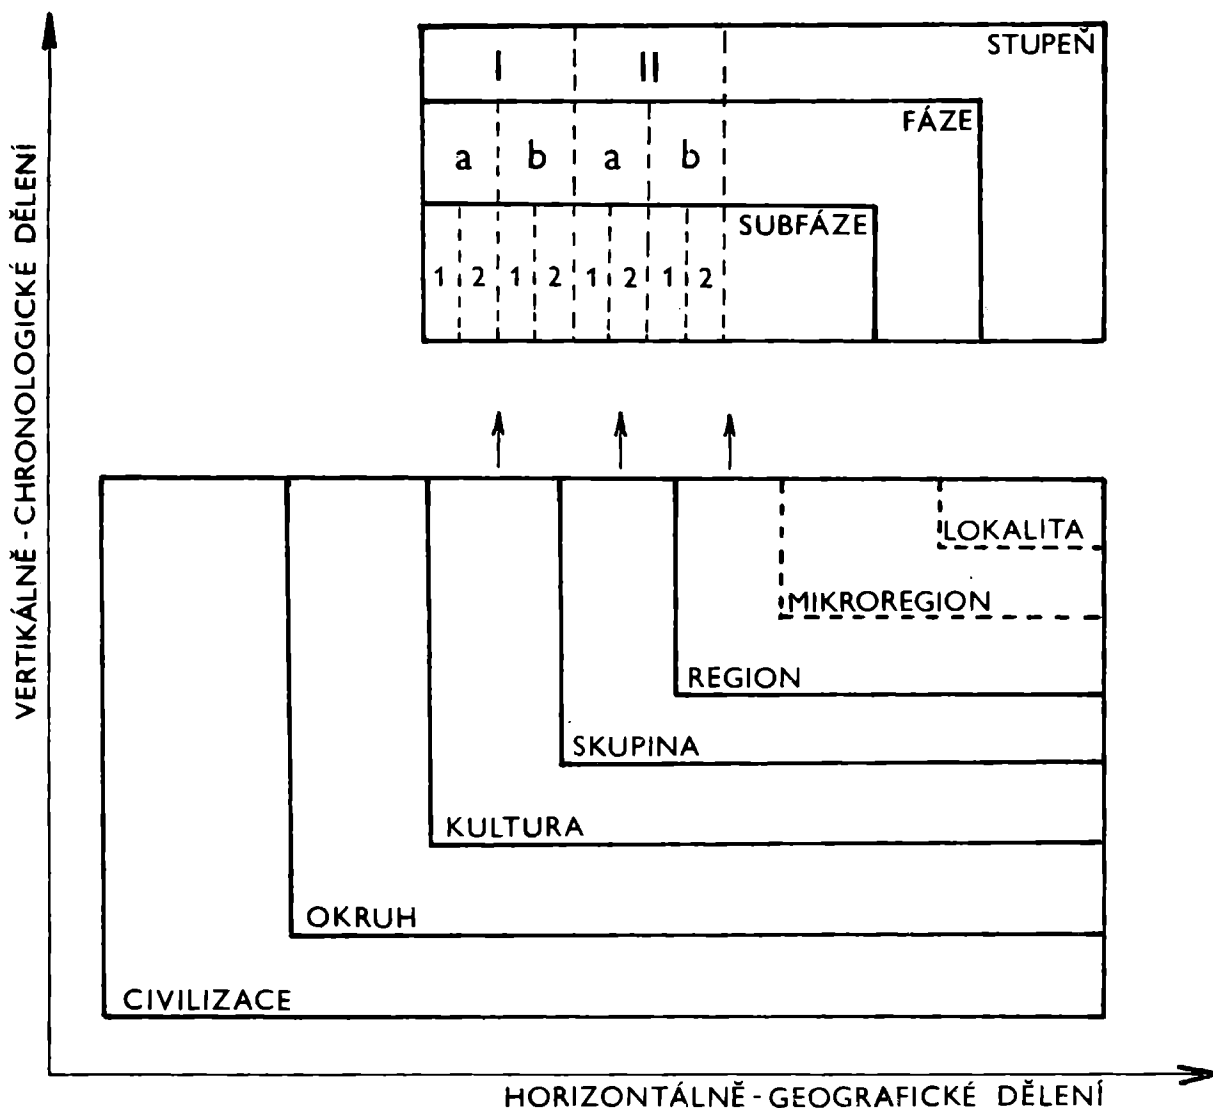 STUPEŇ
I II
FÁZE
a b a b
SUBFÁZE
1 2 1 2 1 2 1 2
VERTIKÁLNĚ - CHRONOLOGICKÉ DĚLENÍ
LOKALITA
MIKROREGION
REGION
SKUPINA
KULTURA
OKRUH
CIVILIZACE
HORIZONTÁLNĚ - GEOGRAFICKÉ DĚLENÍ